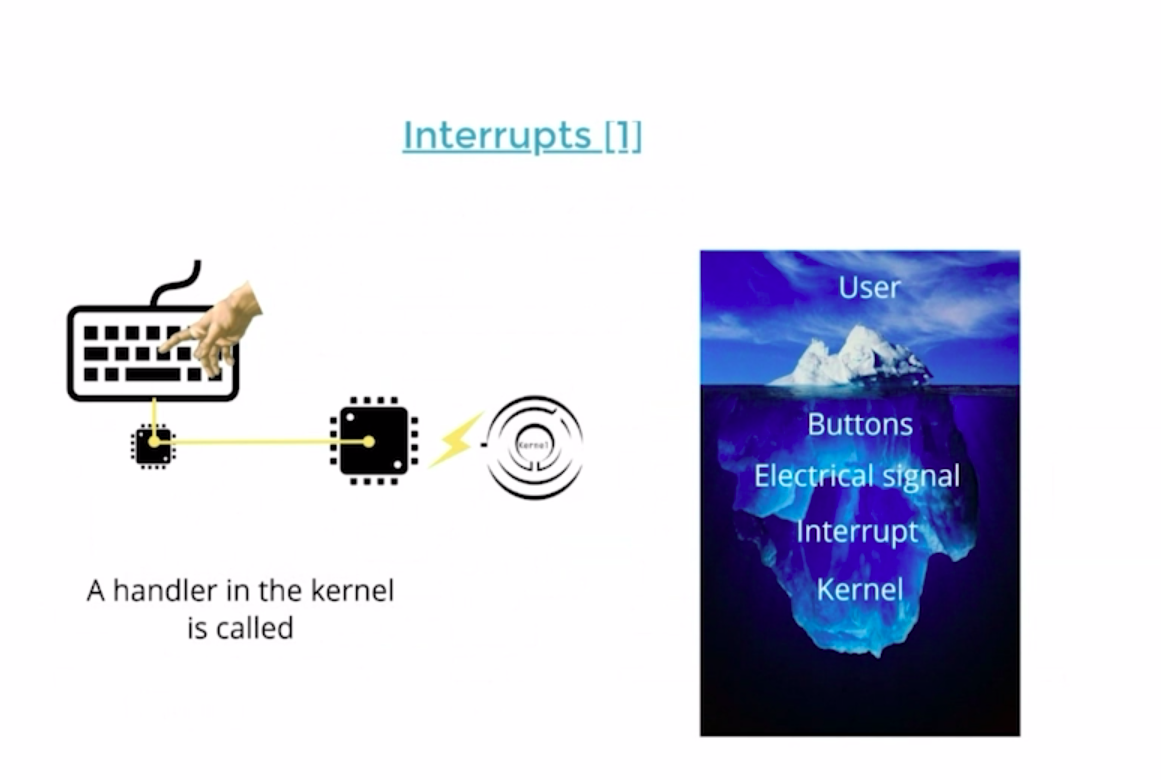 Interrupts [1]
Kernel
A handler in the kernel
is called
User
Buttons
Electrical signal
Interrupt
Kernel